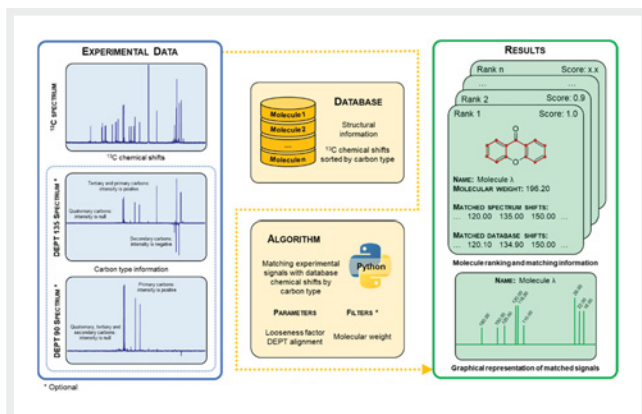 EXPERIMENTAL DATA
¹³C SPECTRUM
¹³C chemical shifts
DEPT 135 SPECTRUM *
Tertiary and primary carbons:
intensity is positive
Quaternary carbons:
intensity is null
Secondary carbons:
intensity is negative
Carbon type information
DEPT 90 SPECTRUM *
Primary carbons:
intensity is positive
Quaternary, tertiary and
secondary carbons:
intensity is null
* Optional
DATABASE
Molecule 1
Molecule 2
...
Molecule n
Structural
information
¹³C chemical shifts
sorted by carbon type
ALGORITHM
Matching experimental
signals with database
chemical shifts by
carbon type
Python
PARAMETERS
Looseness factor
DEPT alignment
FILTERS *
Molecular weight
RESULTS
Rank n Score: x.x
... ...
Rank 2 Score: 0.9
Rank 1 Score: 1.0
O
O
NAME: Molecule λ
MOLECULAR WEIGHT: 196.20
MATCHED SPECTRUM SHIFTS:
... 120.00 135.00 150.00 ...
MATCHED DATABASE SHIFTS:
... 120.10 134.90 150.00 ...
Molecule ranking and matching information
NAME: Molecule λ
Graphical representation of matched signals